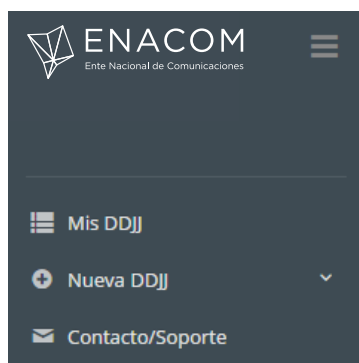 ENACOM
Ente Nacional de Comunicaciones
Mis DDJJ
Nueva DDJJ
Contacto/Soporte